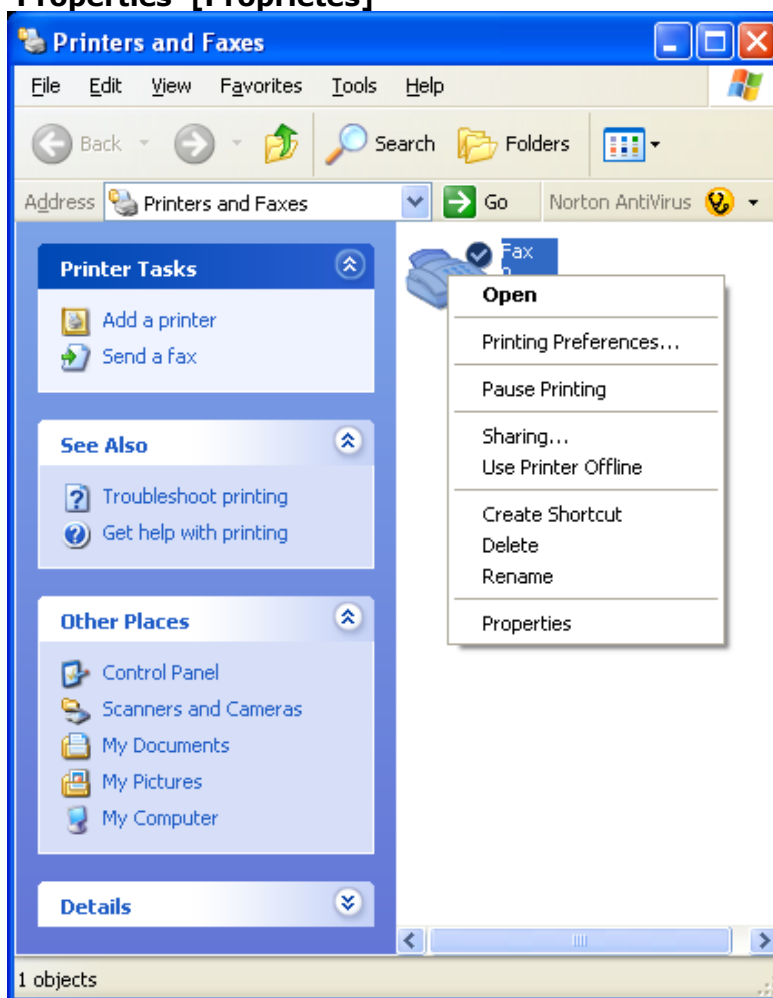 Properties [Propriétés]
Printers and Faxes
File Edit View Favorites Tools Help
Back Search Folders
Address Printers and Faxes Go Norton AntiVirus
Printer Tasks
Add a printer
Send a fax
See Also
Troubleshoot printing
Get help with printing
Other Places
Control Panel
Scanners and Cameras
My Documents
My Pictures
My Computer
Details
Fax
Open
Printing Preferences...
Pause Printing
Sharing...
Use Printer Offline
Create Shortcut
Delete
Rename
Properties
1 objects